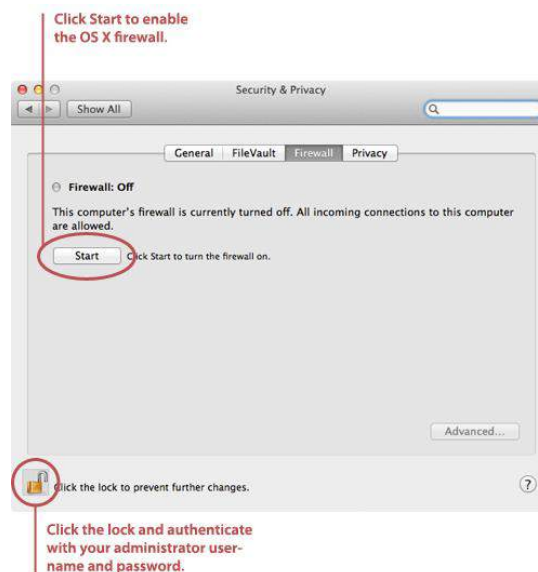 Click Start to enable
the OS X firewall.
Security & Privacy
Show All
General FileVault Firewall Privacy
Firewall: Off
This computer's firewall is currently turned off. All incoming connections to this computer
are allowed.
Start Click Start to turn the firewall on.
Advanced...
Click the lock to prevent further changes.
?
Click the lock and authenticate
with your administrator user-
name and password.